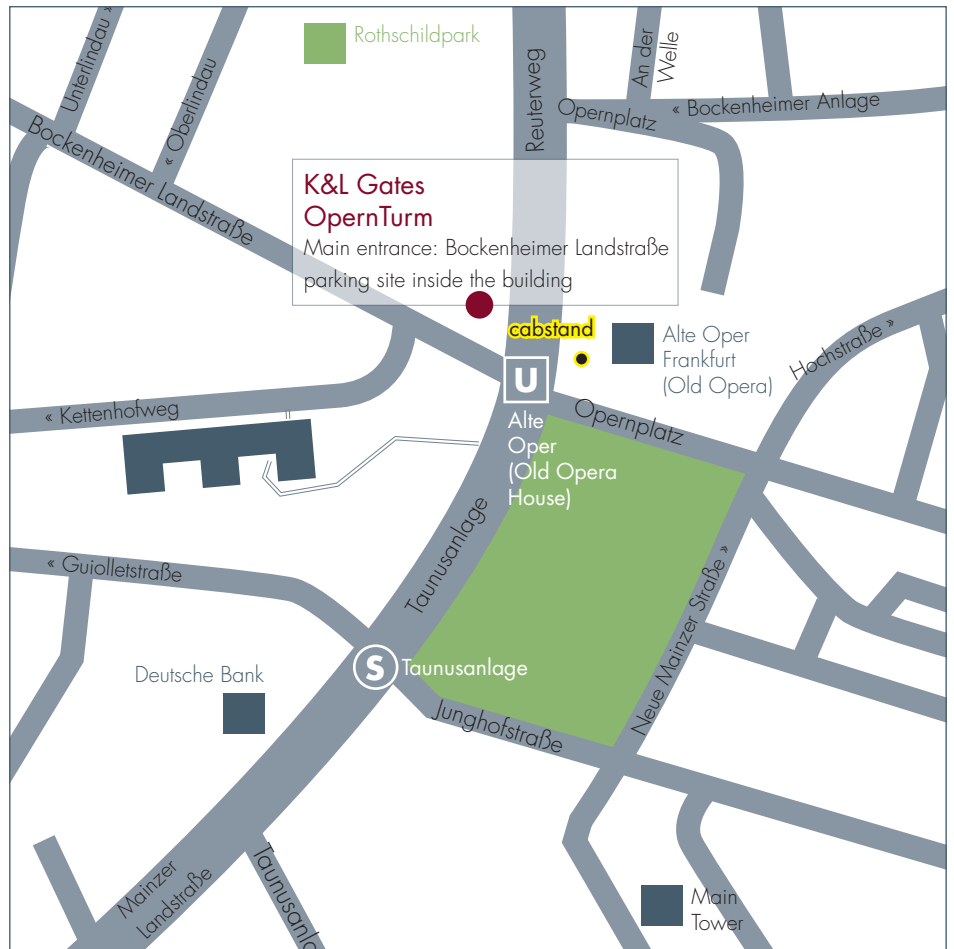 Rothschildpark
Unterlindau »
« Oberlindau
Reuterweg
An der
Welle
Opernplatz
« Bockenheimer Anlage
Bockenheimer Landstraße
K&L Gates
OpernTurm
Main entrance: Bockenheimer Landstraße
parking site inside the building
cabstand
Alte Oper
Frankfurt
(Old Opera)
Hochstraße »
U
Alte
Oper
(Old Opera
House)
« Kettenhofweg
Opernplatz
Taunusanlage
« Guiolletstraße
Neue Mainzer Straße »
S
Taunusanlage
Deutsche Bank
Junghofstraße
Mainzer
Landstraße
Taunusanla
Main
Tower